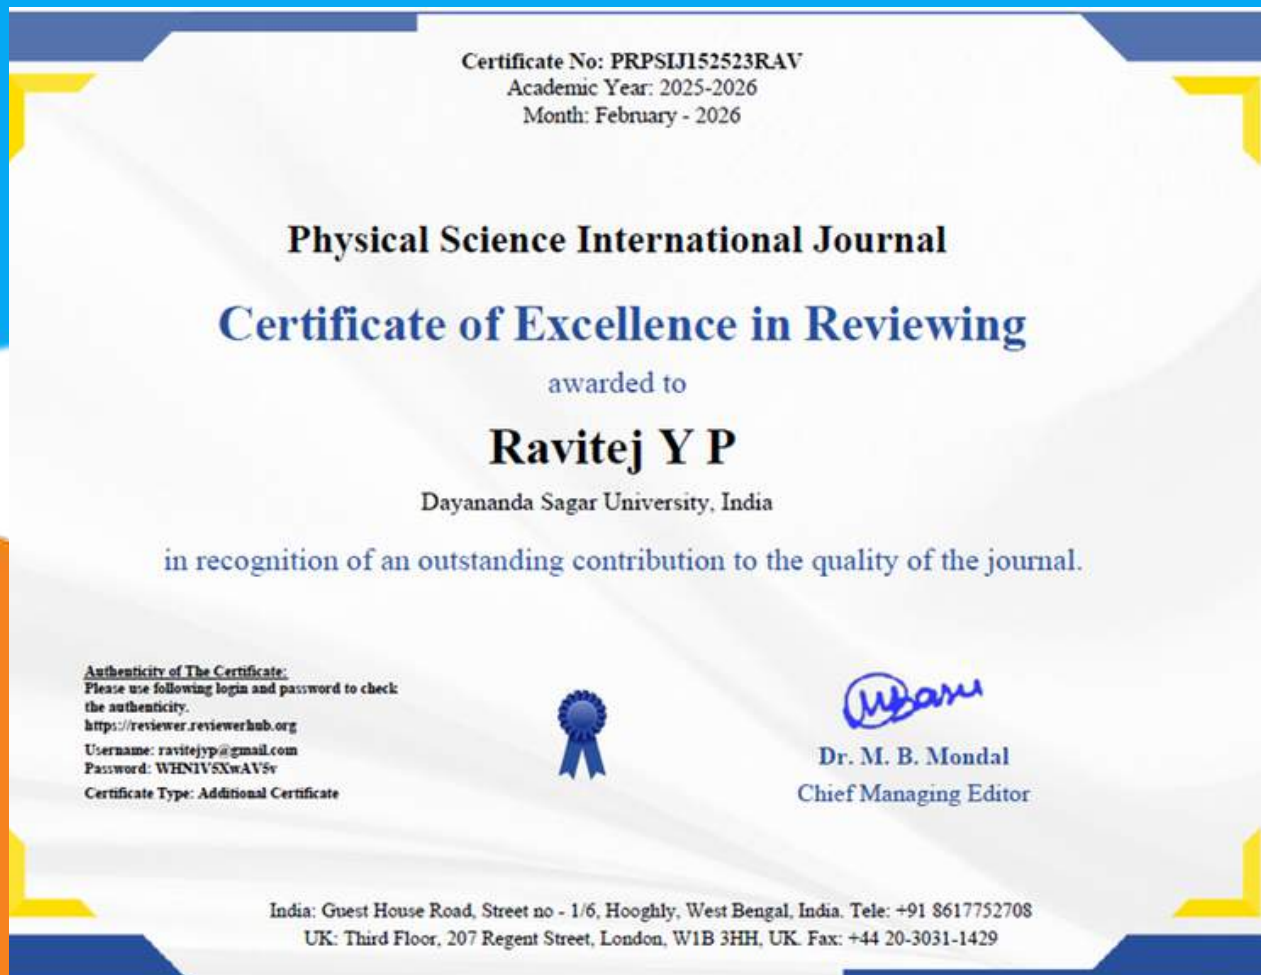 Certificate No: PRPSIJ152523RAV
Academic Year: 2025-2026
Month: February - 2026
Physical Science International Journal
Certificate of Excellence in Reviewing
awarded to
Ravitej Y P
Dayananda Sagar University, India
in recognition of an outstanding contribution to the quality of the journal.
Authenticity of The Certificate:
Please use following login and password to check
the authenticity.
https://reviewer.reviewerhub.org
Username: ravitejyp@gmail.com
Password: WHN1V5XwAV5v
Certificate Type: Additional Certificate
Dr. M. B. Mondal
Chief Managing Editor
India: Guest House Road, Street no - 1/6, Hooghly, West Bengal, India. Tele: +91 8617752708
UK: Third Floor, 207 Regent Street, London, W1B 3HH, UK. Fax: +44 20-3031-1429